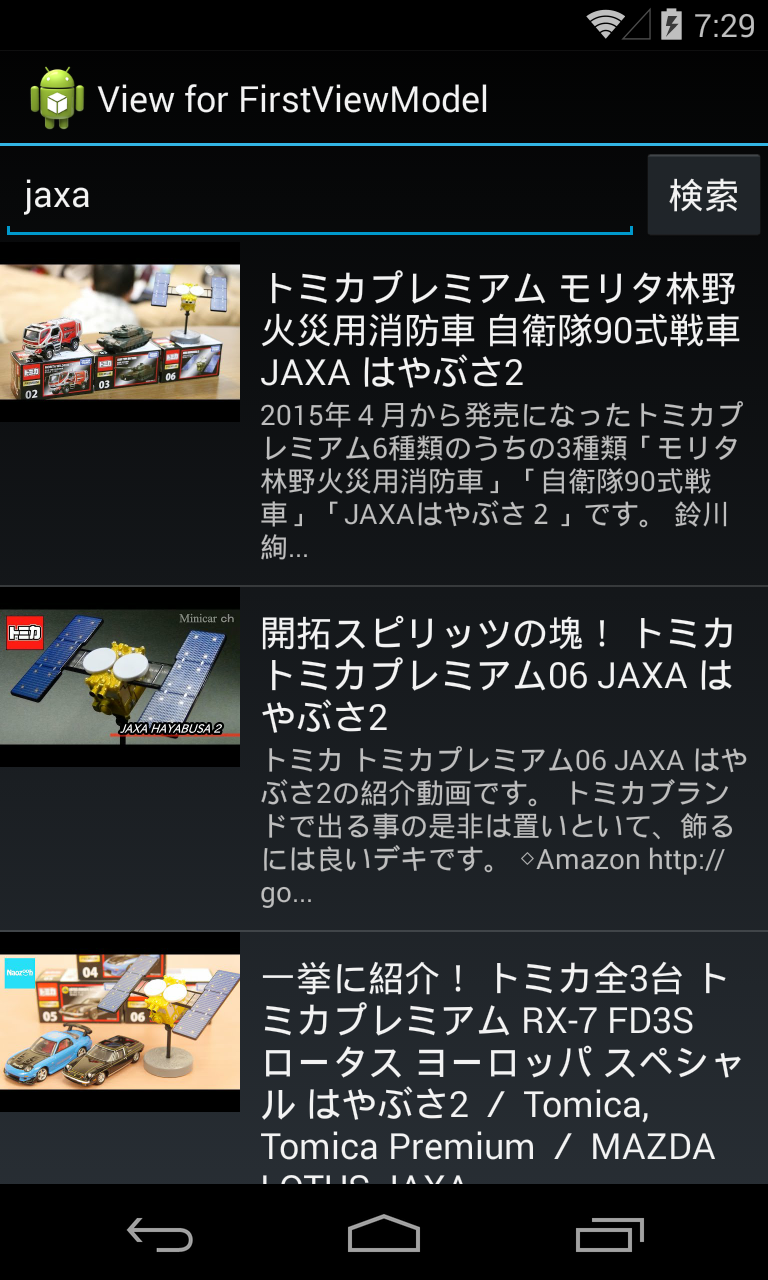 7:29
View for FirstViewModel
jaxa
検索
トミカプレミアム モリタ林野
火災用消防車 自衛隊90式戦車
JAXA はやぶさ2
2015年４月から発売になったトミカプ
レミアム6種類のうちの3種類「モリタ
林野火災用消防車」「自衛隊90式戦
車」「JAXAはやぶさ２」です。 鈴川
絢...
トミカ
02
トミカ
03
トミカ
06
開拓スピリッツの塊！ トミカ
トミカプレミアム06 JAXA は
やぶさ2
トミカ トミカプレミアム06 JAXA はや
ぶさ2の紹介動画です。 トミカブラン
ドで出る事の是非は置いといて、飾る
には良いデキです。 ◇Amazon http://
go...
トミカ
Minicar ch
JAXA HAYABUSA 2
一挙に紹介！ トミカ全3台 ト
ミカプレミアム RX-7 FD3S
ロータス ヨーロッパ スペシャ
ル はやぶさ2 ／ Tomica,
Tomica Premium ／ MAZDA
LOTUS JAXA
04
05
06